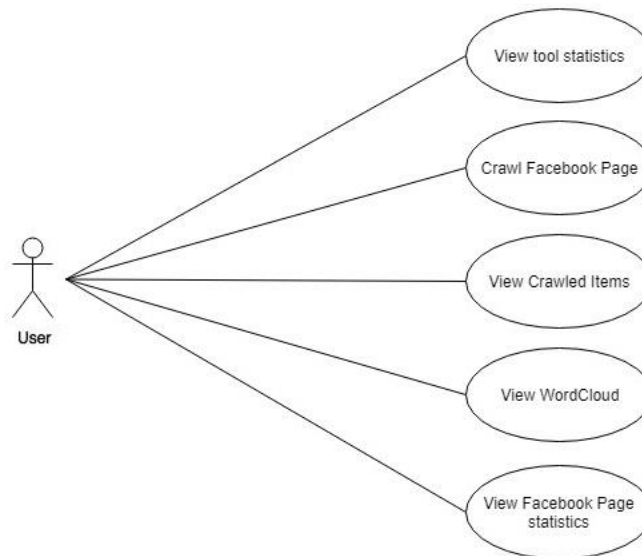 View tool statistics
Crawl Facebook Page
View Crawled Items
User
View WordCloud
View Facebook Page
statistics